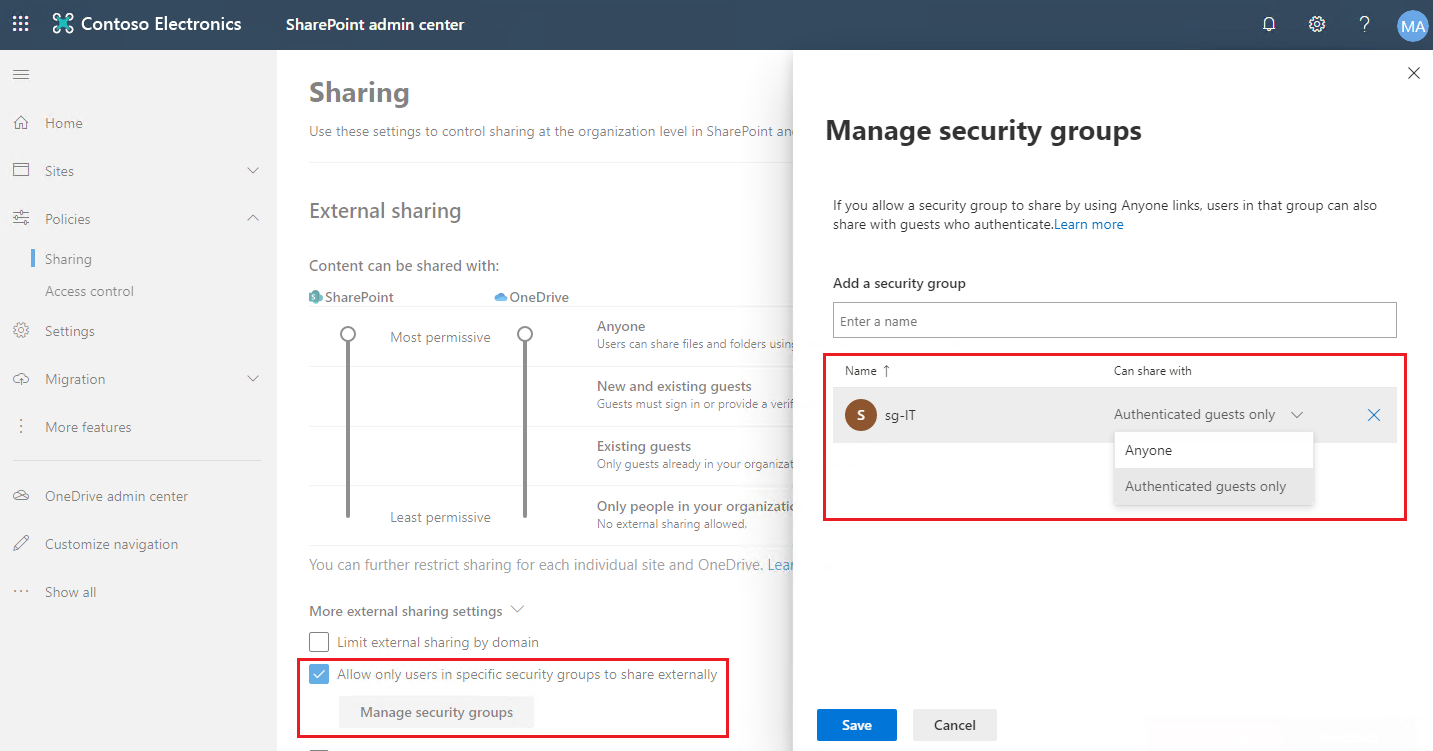 Contoso Electronics
SharePoint admin center
MA
Home
Sites
Policies
Sharing
Access control
Settings
Migration
More features
OneDrive admin center
Customize navigation
Show all
Sharing
Use these settings to control sharing at the organization level in SharePoint and
External sharing
Content can be shared with:
SharePoint
OneDrive
Most permissive
Anyone
Users can share files and folders using
New and existing guests
Guests must sign in or provide a verif
Existing guests
Only guests already in your organizat
Least permissive
Only people in your organizatio
No external sharing allowed.
You can further restrict sharing for each individual site and OneDrive. Lear
More external sharing settings
Limit external sharing by domain
Allow only users in specific security groups to share externally
Manage security groups
Manage security groups
If you allow a security group to share by using Anyone links, users in that group can also
share with guests who authenticate.Learn more
Add a security group
Enter a name
Name ↑
Can share with
S
sg-IT
Authenticated guests only
Anyone
Authenticated guests only
Save
Cancel